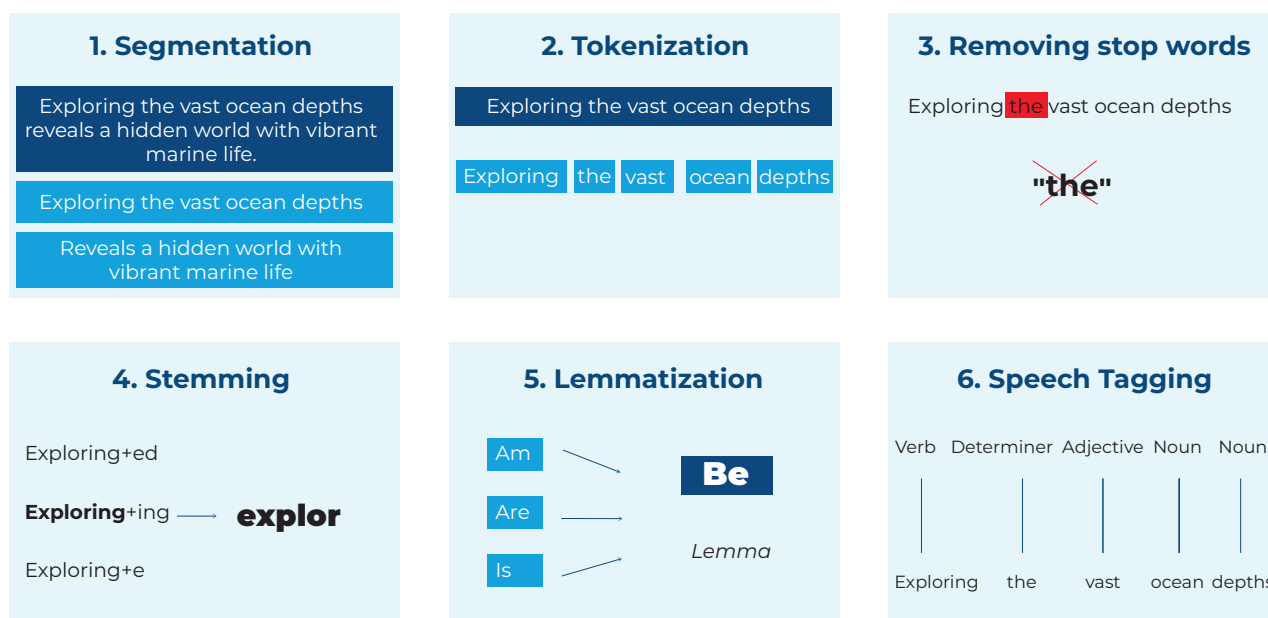 1. Segmentation
Exploring the vast ocean depths
reveals a hidden world with vibrant
marine life.
Exploring the vast ocean depths
Reveals a hidden world with
vibrant marine life
2. Tokenization
Exploring the vast ocean depths
Exploring the vast ocean depths
3. Removing stop words
Exploring the vast ocean depths
"the"
4. Stemming
Exploring+ed
Exploring+ing explor
Exploring+e
5. Lemmatization
Am
Be
Are
Lemma
Is
6. Speech Tagging
Verb Determiner Adjective Noun Noun
Exploring the vast ocean depths